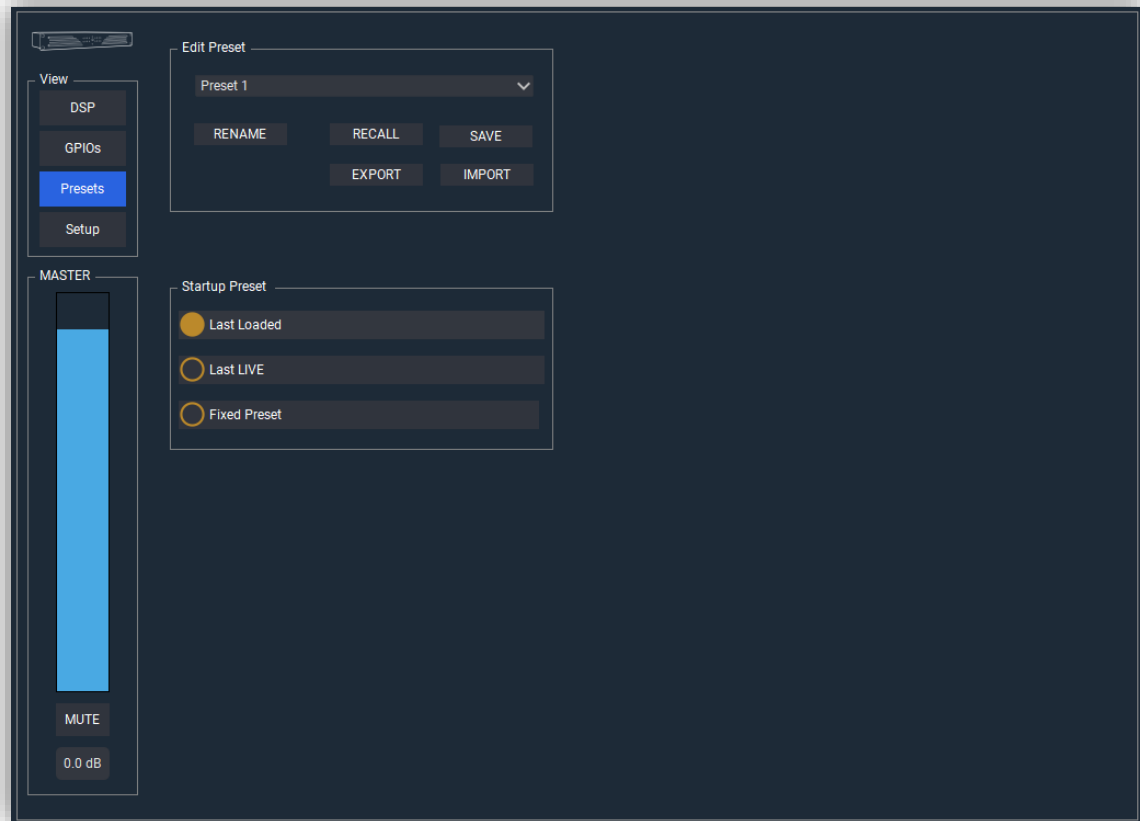 View
DSP
GPIOs
Presets
Setup
MASTER
MUTE
0.0 dB
Edit Preset
Preset 1
RENAME
RECALL
SAVE
EXPORT
IMPORT
Startup Preset
Last Loaded
Last LIVE
Fixed Preset